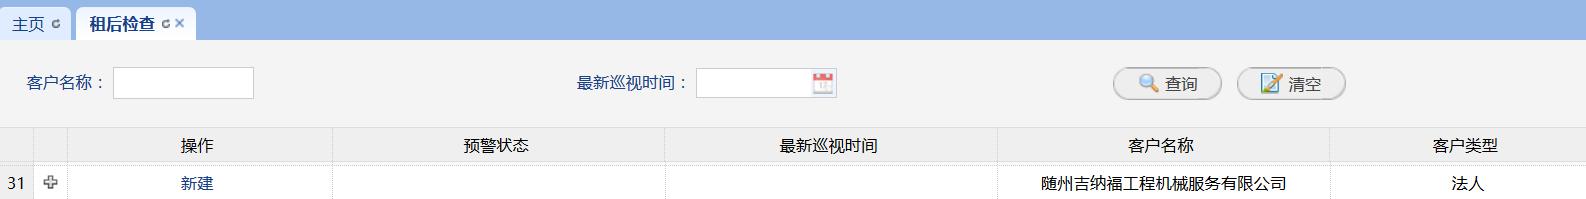 主页 租后检查
客户名称： 最新巡视时间： 查询 清空
操作 预警状态 最新巡视时间 客户名称 客户类型
31 新建 随州吉纳福工程机械服务有限公司 法人